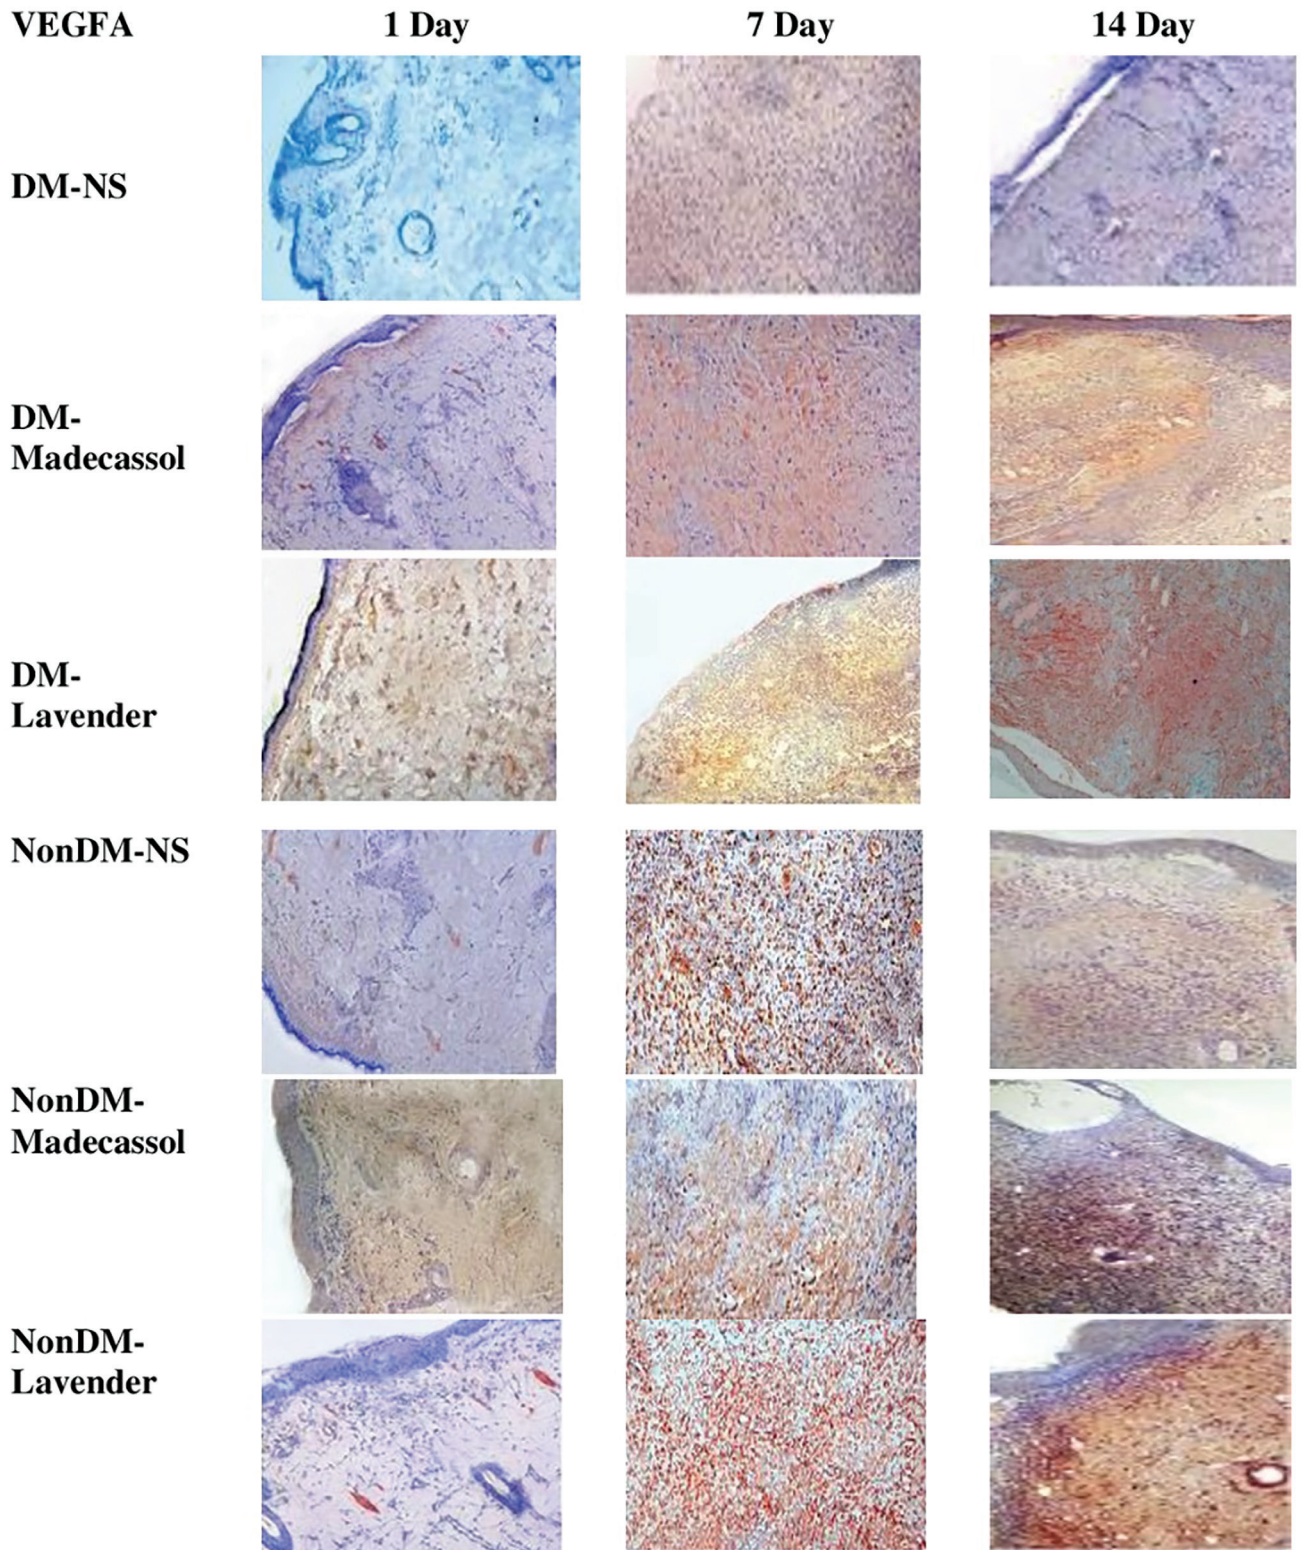 VEGFA 1 Day 7 Day 14 Day
DM-NS
DM-
Madecassol
DM-
Lavender
NonDM-NS
NonDM-
Madecassol
NonDM-
Lavender